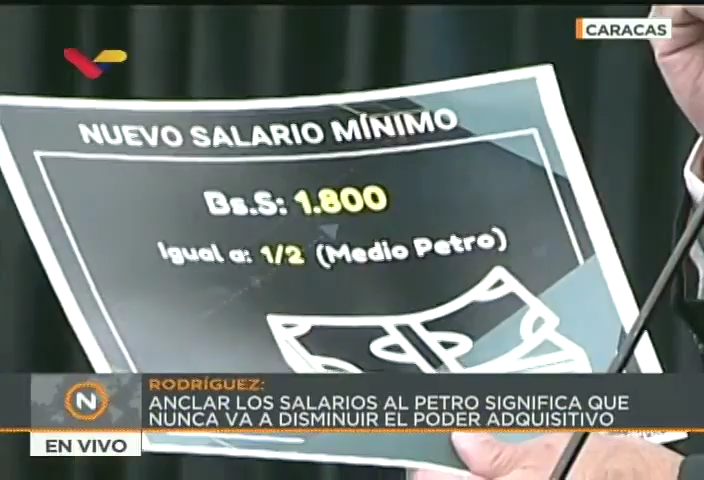 CARACAS
NUEVO SALARIO MÍNIMO
Bs.S: 1.800
Igual a: 1/2 (Medio Petro)
N
RODRÍGUEZ:
ANCLAR LOS SALARIOS AL PETRO SIGNIFICA QUE
NUNCA VA A DISMINUIR EL PODER ADQUISITIVO
EN VIVO